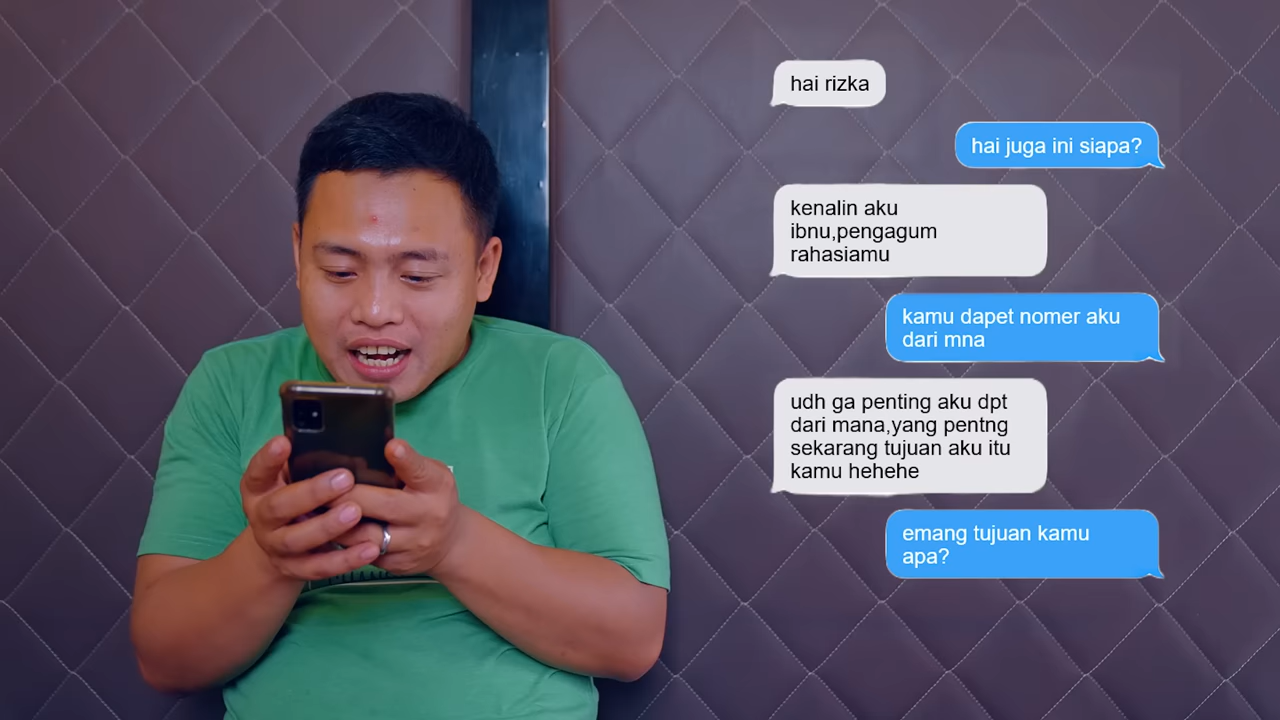 hai rizka
hai juga ini siapa?
kenalin aku
ibnu,pengagum
rahasiamu
kamu dapet nomer aku
dari mna
udh ga penting aku dpt
dari mana,yang pentng
sekarang tujuan aku itu
kamu hehehe
emang tujuan kamu
apa?